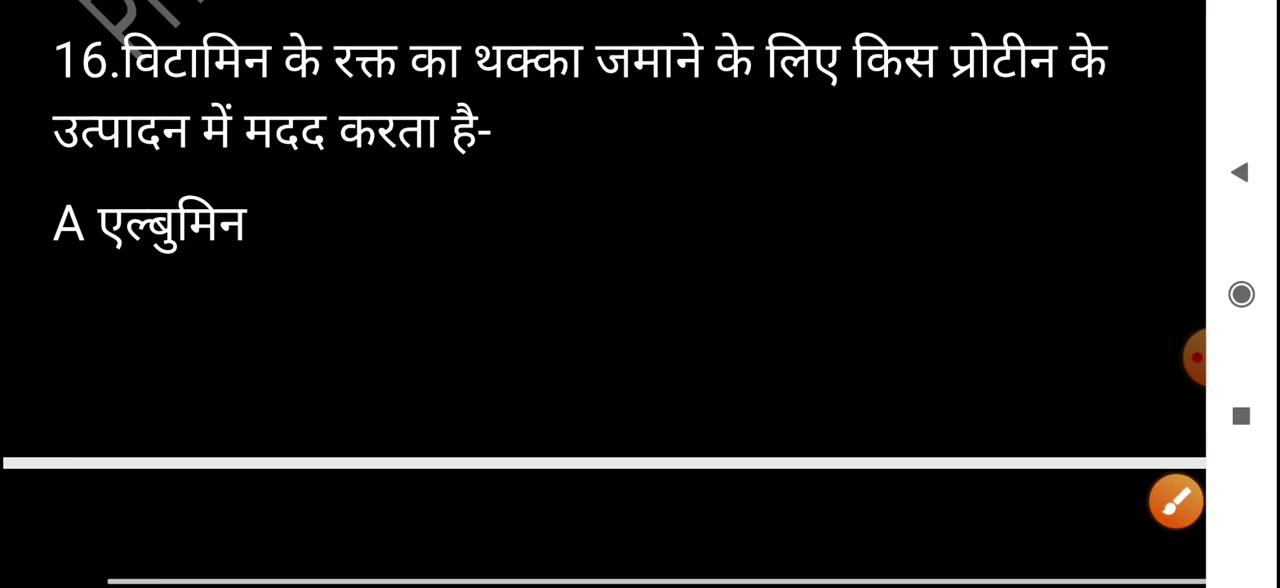 16.विटामिन के रक्त का थक्का जमाने के लिए किस प्रोटीन के
उत्पादन में मदद करता है-
A एल्बुमिन